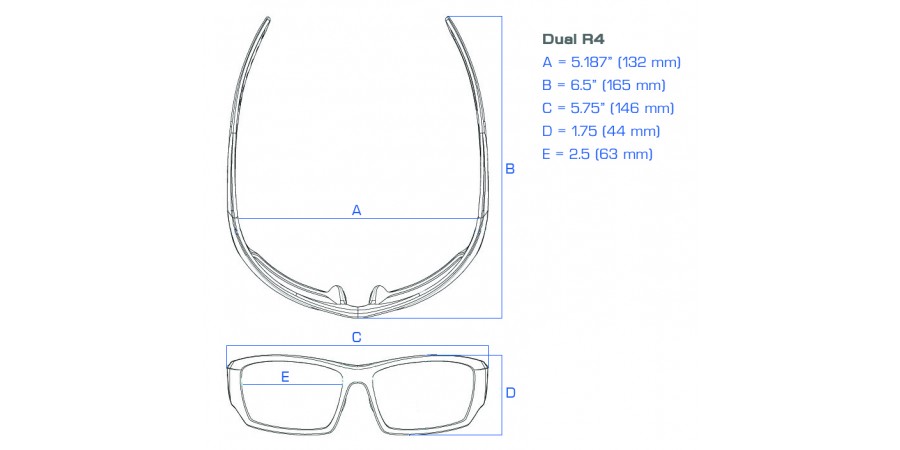 Dual R4
A = 5.187” (132 mm)
B = 6.5” (165 mm)
C = 5.75” (146 mm)
D = 1.75 (44 mm)
E = 2.5 (63 mm)
B
A
C
E
D